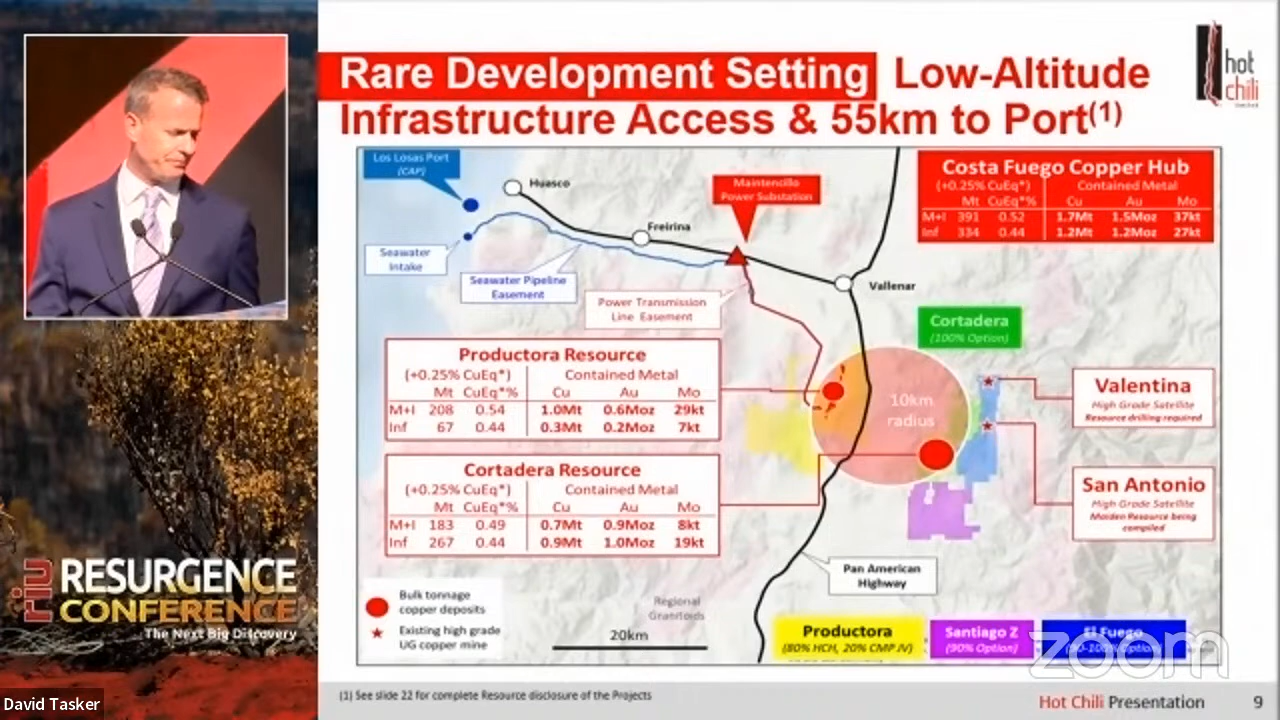 Rare Development Setting Low-Altitude
Infrastructure Access & 55km to Port(1)
hot
chili
Los Losas Port
(CAP)
Huasco
Maintencillo
Power Substation
Costa Fuego Copper Hub
(+0.25% CuEq*) Contained Metal
Mt CuEq*% Cu Au Mo
M+I 391 0.52 1.7Mt 1.5Moz 37kt
Inf 334 0.44 1.2Mt 1.2Moz 27kt
Freirina
Seawater
Intake
Seawater Pipeline
Easement
Vallenar
Power Transmission
Line Easement
Cortadera
(100% Option)
Productora Resource
(+0.25% CuEq*) Contained Metal
Mt CuEq*% Cu Au Mo
M+I 208 0.54 1.0Mt 0.6Moz 29kt
Inf 67 0.44 0.3Mt 0.2Moz 7kt
10km
radius
Valentina
High Grade Satellite
Resource drilling required
Cortadera Resource
(+0.25% CuEq*) Contained Metal
Mt CuEq*% Cu Au Mo
M+I 183 0.49 0.7Mt 0.9Moz 8kt
Inf 267 0.44 0.9Mt 1.0Moz 19kt
San Antonio
High Grade Satellite
Maiden Resource being
compiled
Pan American
Highway
Bulk tonnage
copper deposits
Existing high grade
UG copper mine
Regional
Granitoids
20km
Productora
(80% HCH, 20% CMP JV)
Santiago Z
(90% Option)
El Fuego
zoom
riu RESURGENCE
CONFERENCE
The Next Big Discovery
David Tasker
(1) See slide 22 for complete Resource disclosure of the Projects
Hot Chili Presentation 9